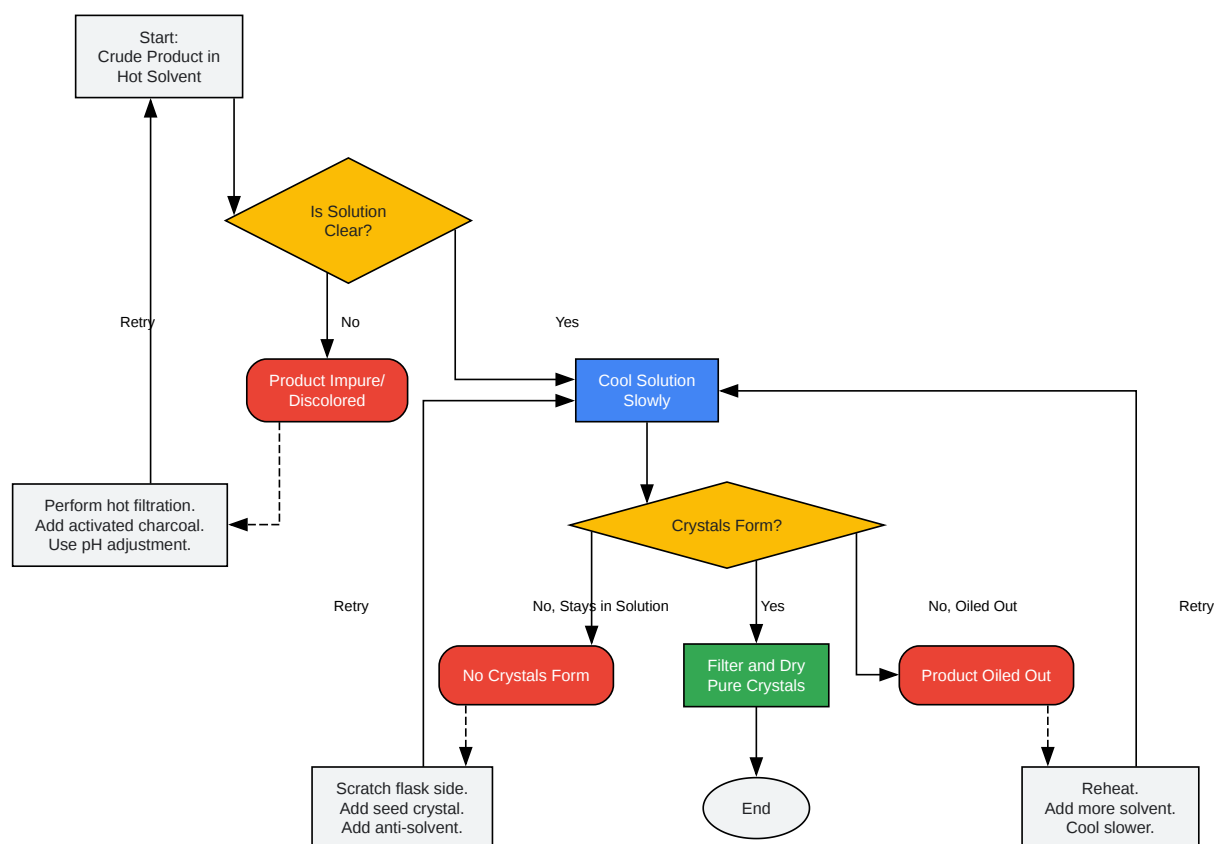 Start:
Crude Product in
Hot Solvent
Is Solution
Clear?
Retry
No
Yes
Product Impure/
Discolored
Cool Solution
Slowly
Perform hot filtration.
Add activated charcoal.
Use pH adjustment.
Crystals Form?
Retry
No, Stays in Solution
Yes
No, Oiled Out
Retry
No Crystals Form
Filter and Dry
Pure Crystals
Product Oiled Out
Scratch flask side.
Add seed crystal.
Add anti-solvent.
End
Reheat.
Add more solvent.
Cool slower.